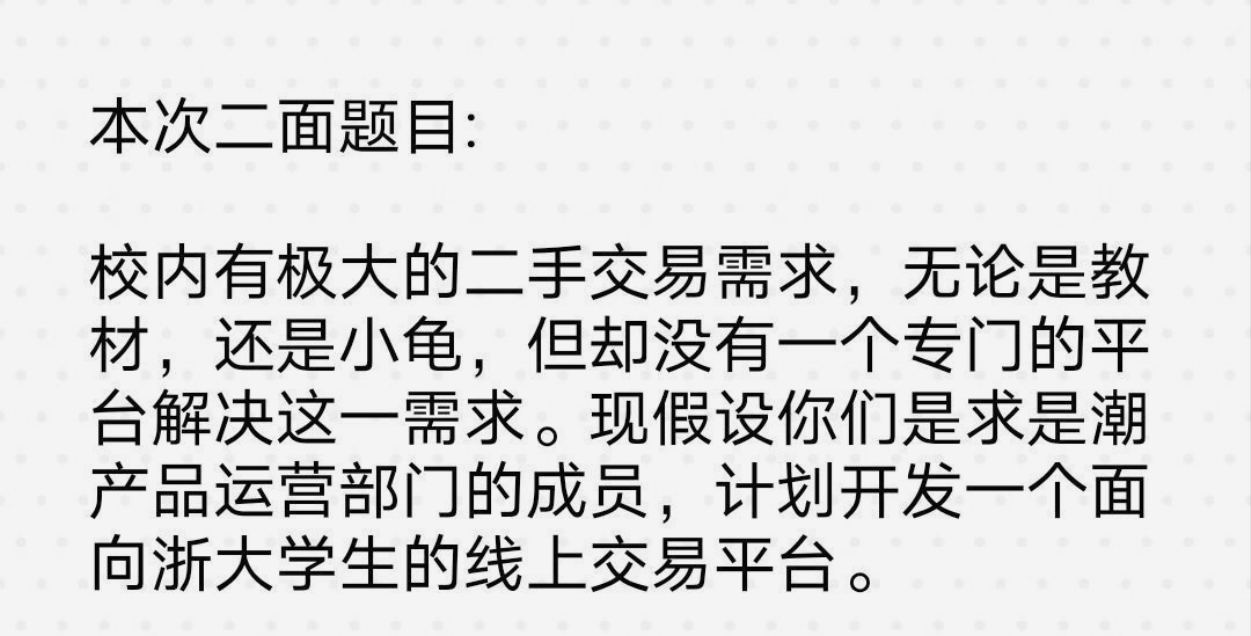 本次二面题目:
校内有极大的二手交易需求，无论是教
材，还是小龟，但却没有一个专门的平
台解决这一需求。现假设你们是求是潮
产品运营部门的成员，计划开发一个面
向浙大学生的线上交易平台。